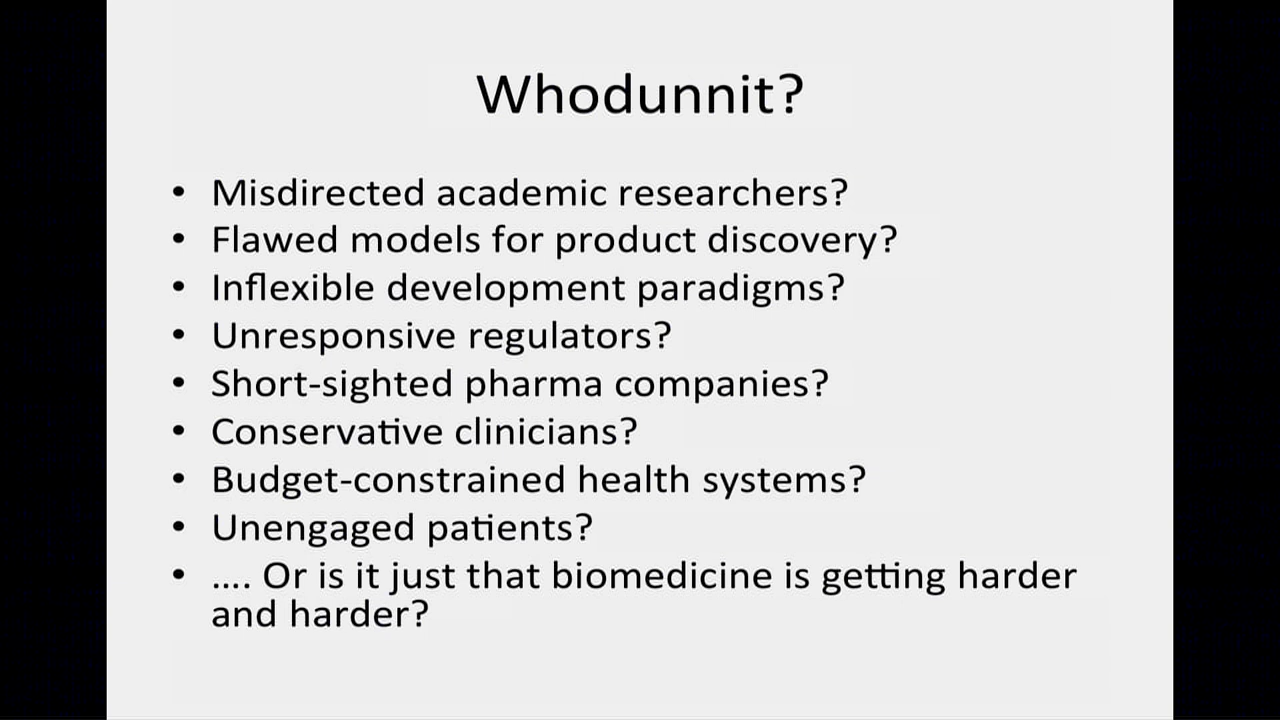 Whodunnit?
• Misdirected academic researchers?
• Flawed models for product discovery?
• Inflexible development paradigms?
• Unresponsive regulators?
• Short-sighted pharma companies?
• Conservative clinicians?
• Budget-constrained health systems?
• Unengaged patients?
• .... Or is it just that biomedicine is getting harder
and harder?